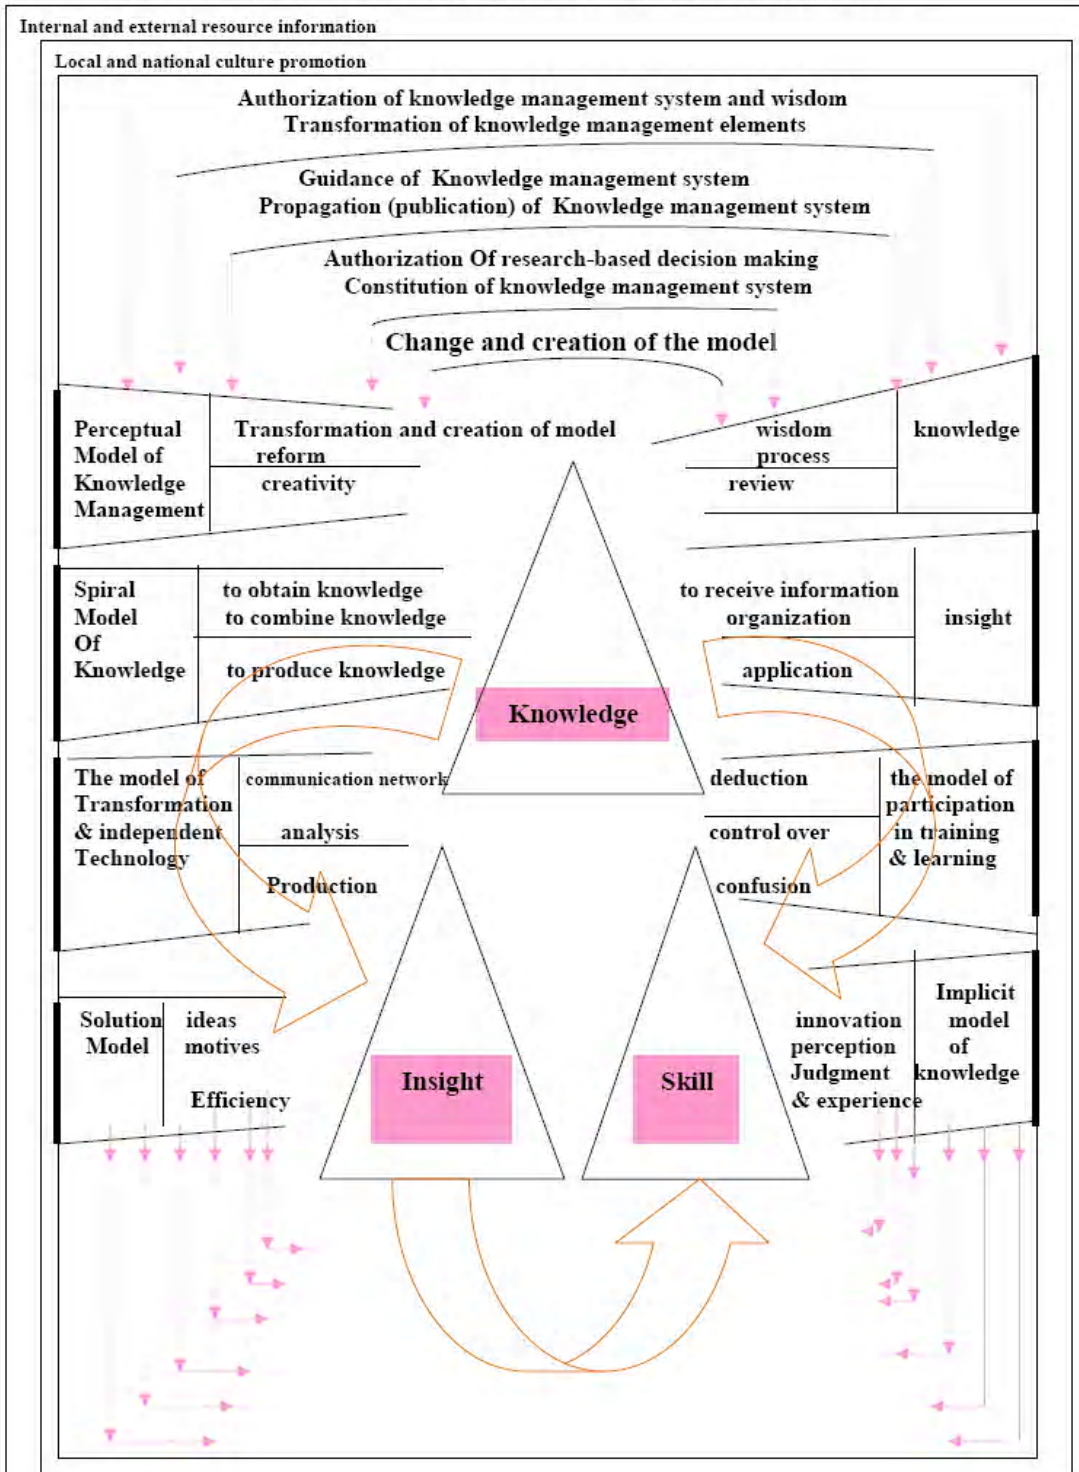 Internal and external resource information
Local and national culture promotion
Authorization of knowledge management system and wisdom
Transformation of knowledge management elements
Guidance of Knowledge management system
Propagation (publication) of Knowledge management system
Authorization Of research-based decision making
Constitution of knowledge management system
Change and creation of the model
Perceptual
Model of
Knowledge
Management
Transformation and creation of model
reform
creativity
wisdom
process
review
knowledge
Spiral
Model
Of
Knowledge
to obtain knowledge
to combine knowledge
to produce knowledge
to receive information
organization
application
insight
Knowledge
The model of
Transformation
& independent
Technology
communication network
analysis
Production
deduction
control over
confusion
the model of
participation
in training
& learning
Solution
Model
ideas
motives
Efficiency
Insight
Skill
innovation
perception
Judgment
& experience
Implicit
model
of
knowledge